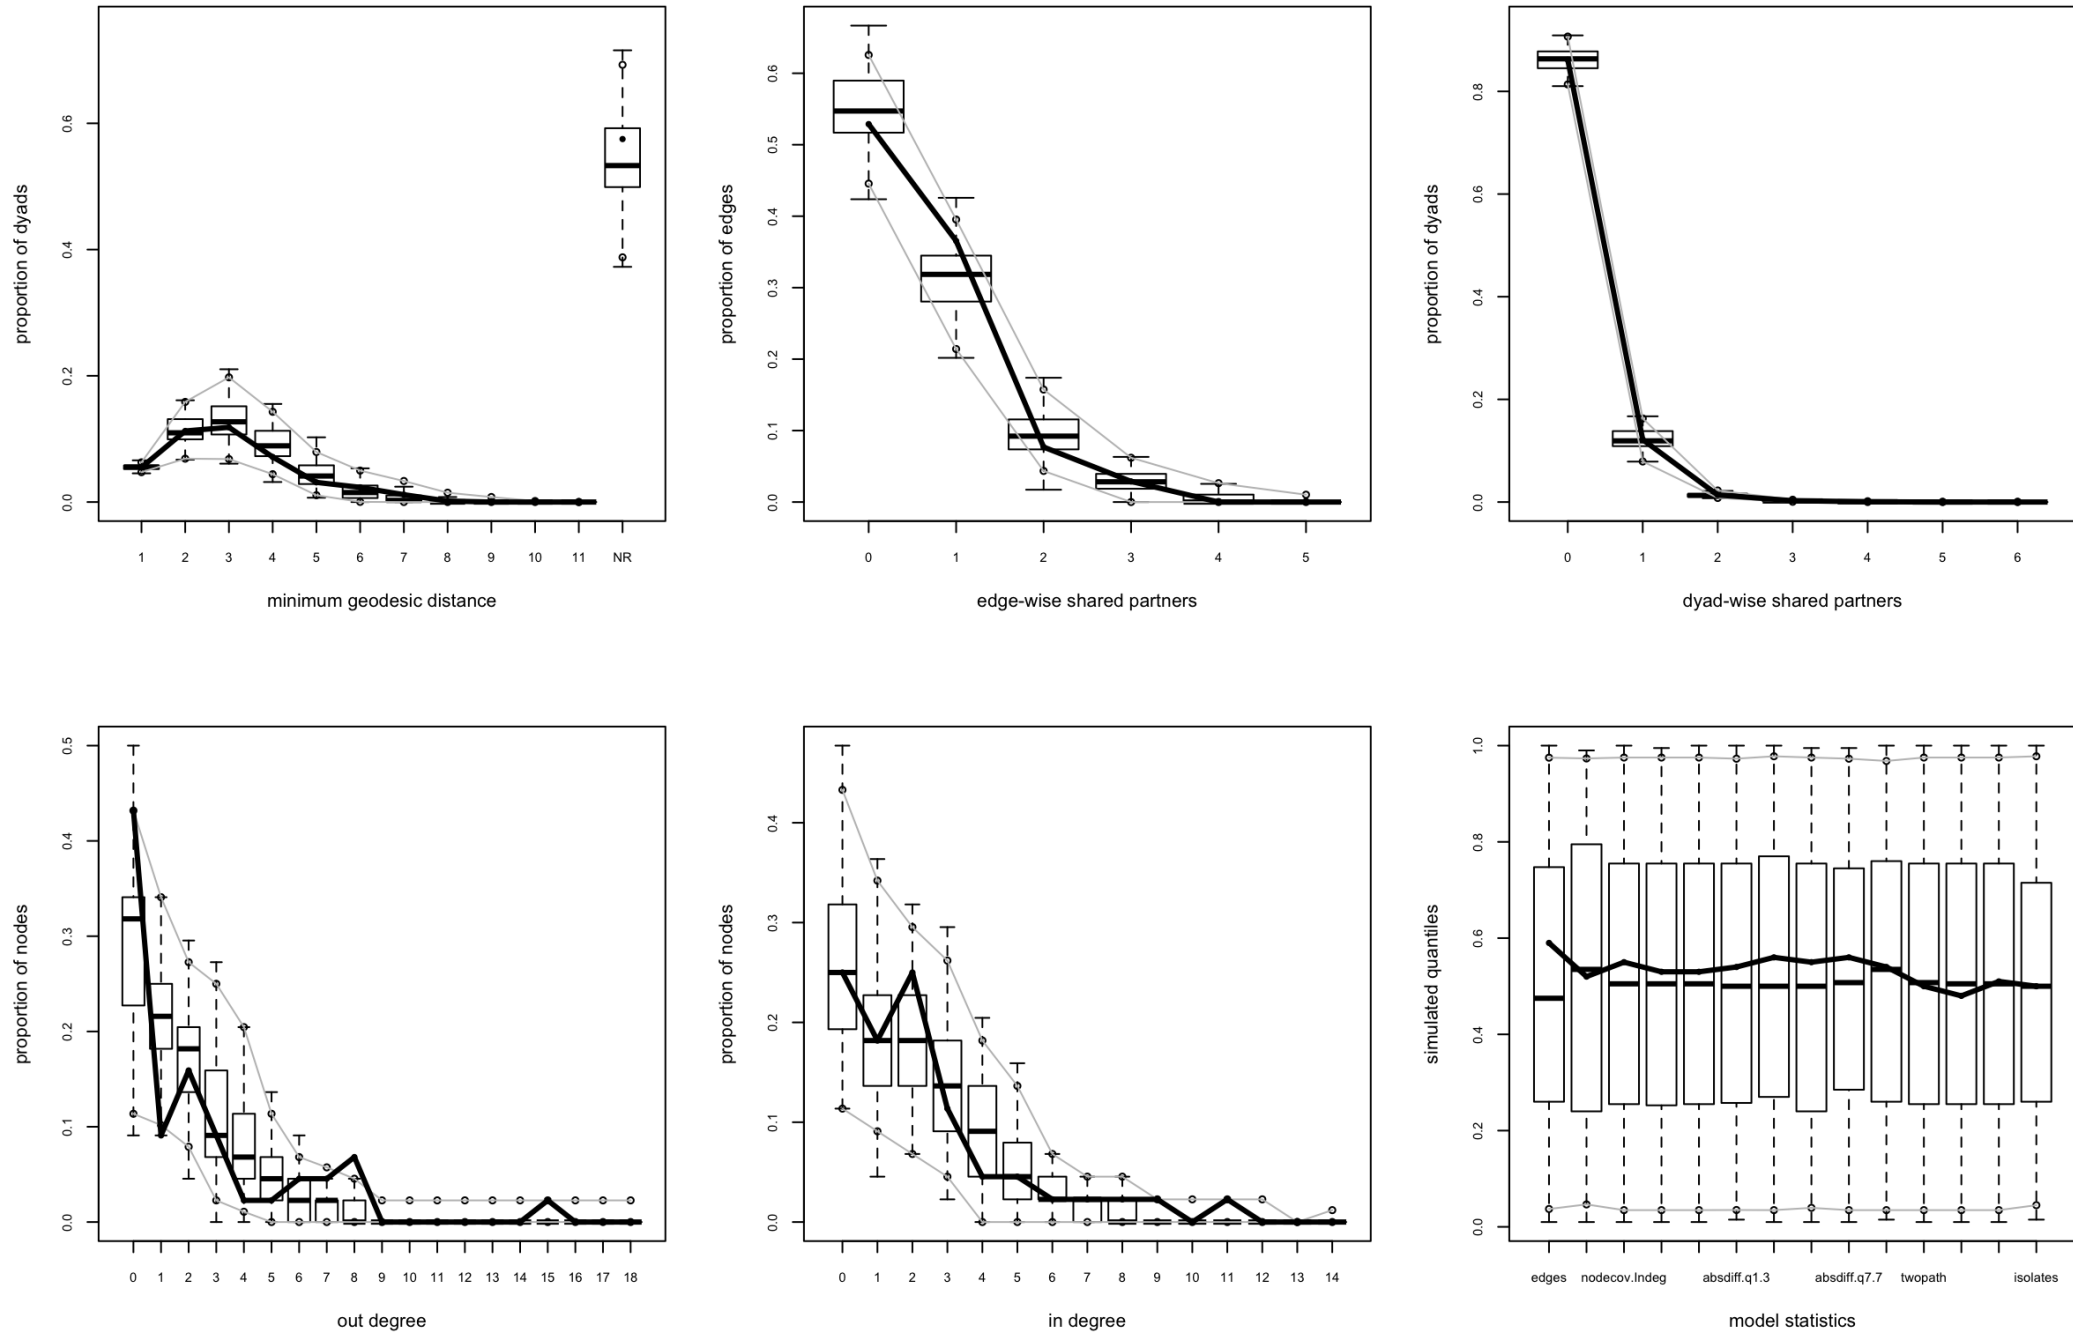 proportion of dyads
0.0 0.2 0.4 0.6
1 2 3 4 5 6 7 8 9 10 11 NR
minimum geodesic distance
proportion of edges
0.0 0.1 0.2 0.3 0.4 0.5 0.6
0 1 2 3 4 5
edge-wise shared partners
proportion of dyads
0.0 0.2 0.4 0.6 0.8
0 1 2 3 4 5 6
dyad-wise shared partners
proportion of nodes
0.0 0.1 0.2 0.3 0.4 0.5
0 1 2 3 4 5 6 7 8 9 10 11 12 13 14 15 16 17 18
out degree
proportion of nodes
0.0 0.1 0.2 0.3 0.4
0 1 2 3 4 5 6 7 8 9 10 11 12 13 14
in degree
simulated quantiles
0.0 0.2 0.4 0.6 0.8 1.0
edges nodecov.Indeg absdiff.q1.3 absdiff.q7.7 twopath isolates
model statistics